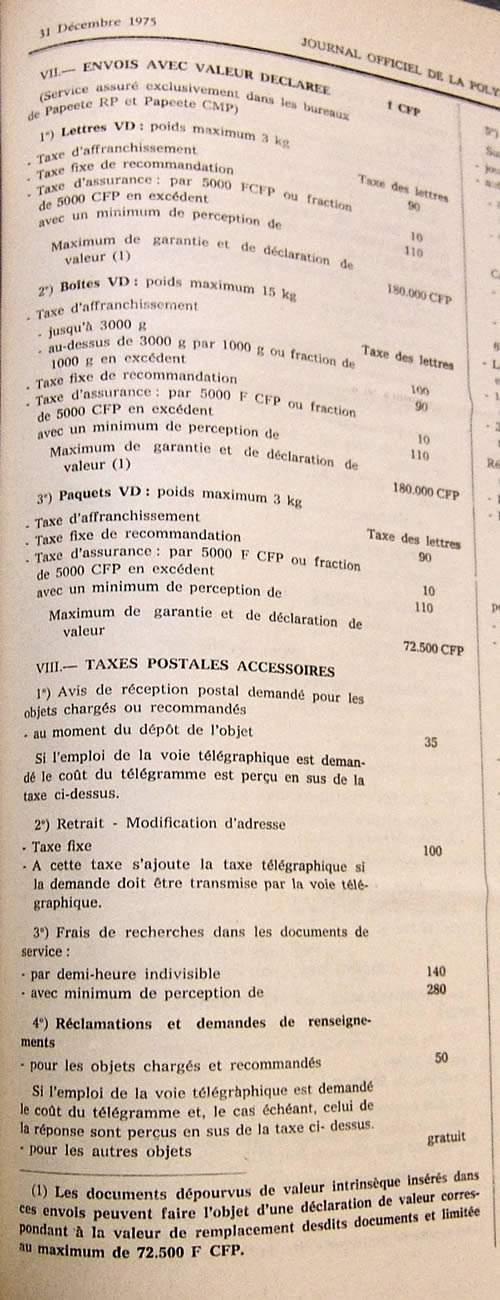 31 Décembre 1975
JOURNAL OFFICIEL DE LA POLY
VII.— ENVOIS AVEC VALEUR DECLAREE
(Service assuré exclusivement dans les bureaux
de Papeete RP et Papeete CMP)
f CFP
1°) Lettres VD : poids maximum 3 kg
- Taxe d'affranchissement Taxe des lettres
- Taxe fixe de recommandation 90
- Taxe d'assurance : par 5000 FCFP ou fraction
de 5000 CFP en excédent 10
avec un minimum de perception de 110
Maximum de garantie et de déclaration de
valeur (1) 180.000 CFP
2°) Boîtes VD : poids maximum 15 kg
- Taxe d'affranchissement
- jusqu'à 3000 g Taxe des lettres
- au-dessus de 3000 g par 1000 g ou fraction de
1000 g en excédent 100
- Taxe fixe de recommandation 90
- Taxe d'assurance : par 5000 F CFP ou fraction
de 5000 CFP en excédent 10
avec un minimum de perception de 110
Maximum de garantie et de déclaration de
valeur (1) 180.000 CFP
3°) Paquets VD : poids maximum 3 kg
- Taxe d'affranchissement Taxe des lettres
- Taxe fixe de recommandation 90
- Taxe d'assurance : par 5000 F CFP ou fraction
de 5000 CFP en excédent 10
avec un minimum de perception de 110
Maximum de garantie et de déclaration de
valeur 72.500 CFP
VIII.— TAXES POSTALES ACCESSOIRES
1°) Avis de réception postal demandé pour les
objets chargés ou recommandés
- au moment du dépôt de l'objet 35
Si l'emploi de la voie télégraphique est deman-
dé le coût du télégramme est perçu en sus de la
taxe ci-dessus.
2°) Retrait - Modification d'adresse
- Taxe fixe 100
- A cette taxe s'ajoute la taxe télégraphique si
la demande doit être transmise par la voie télé-
graphique.
3°) Frais de recherches dans les documents de
service :
- par demi-heure indivisible 140
- avec minimum de perception de 280
4°) Réclamations et demandes de renseigne-
ments
- pour les objets chargés et recommandés 50
Si l'emploi de la voie télégràphique est demandé
le coût du télégramme et, le cas échéant, celui de
la réponse sont perçus en sus de la taxe ci- dessus.
- pour les autres objets gratuit
(1) Les documents dépourvus de valeur intrinsèque insérés dans
ces envois peuvent faire l'objet d'une déclaration de valeur corres-
pondant à la valeur de remplacement desdits documents et limitée
au maximum de 72.500 F CFP.